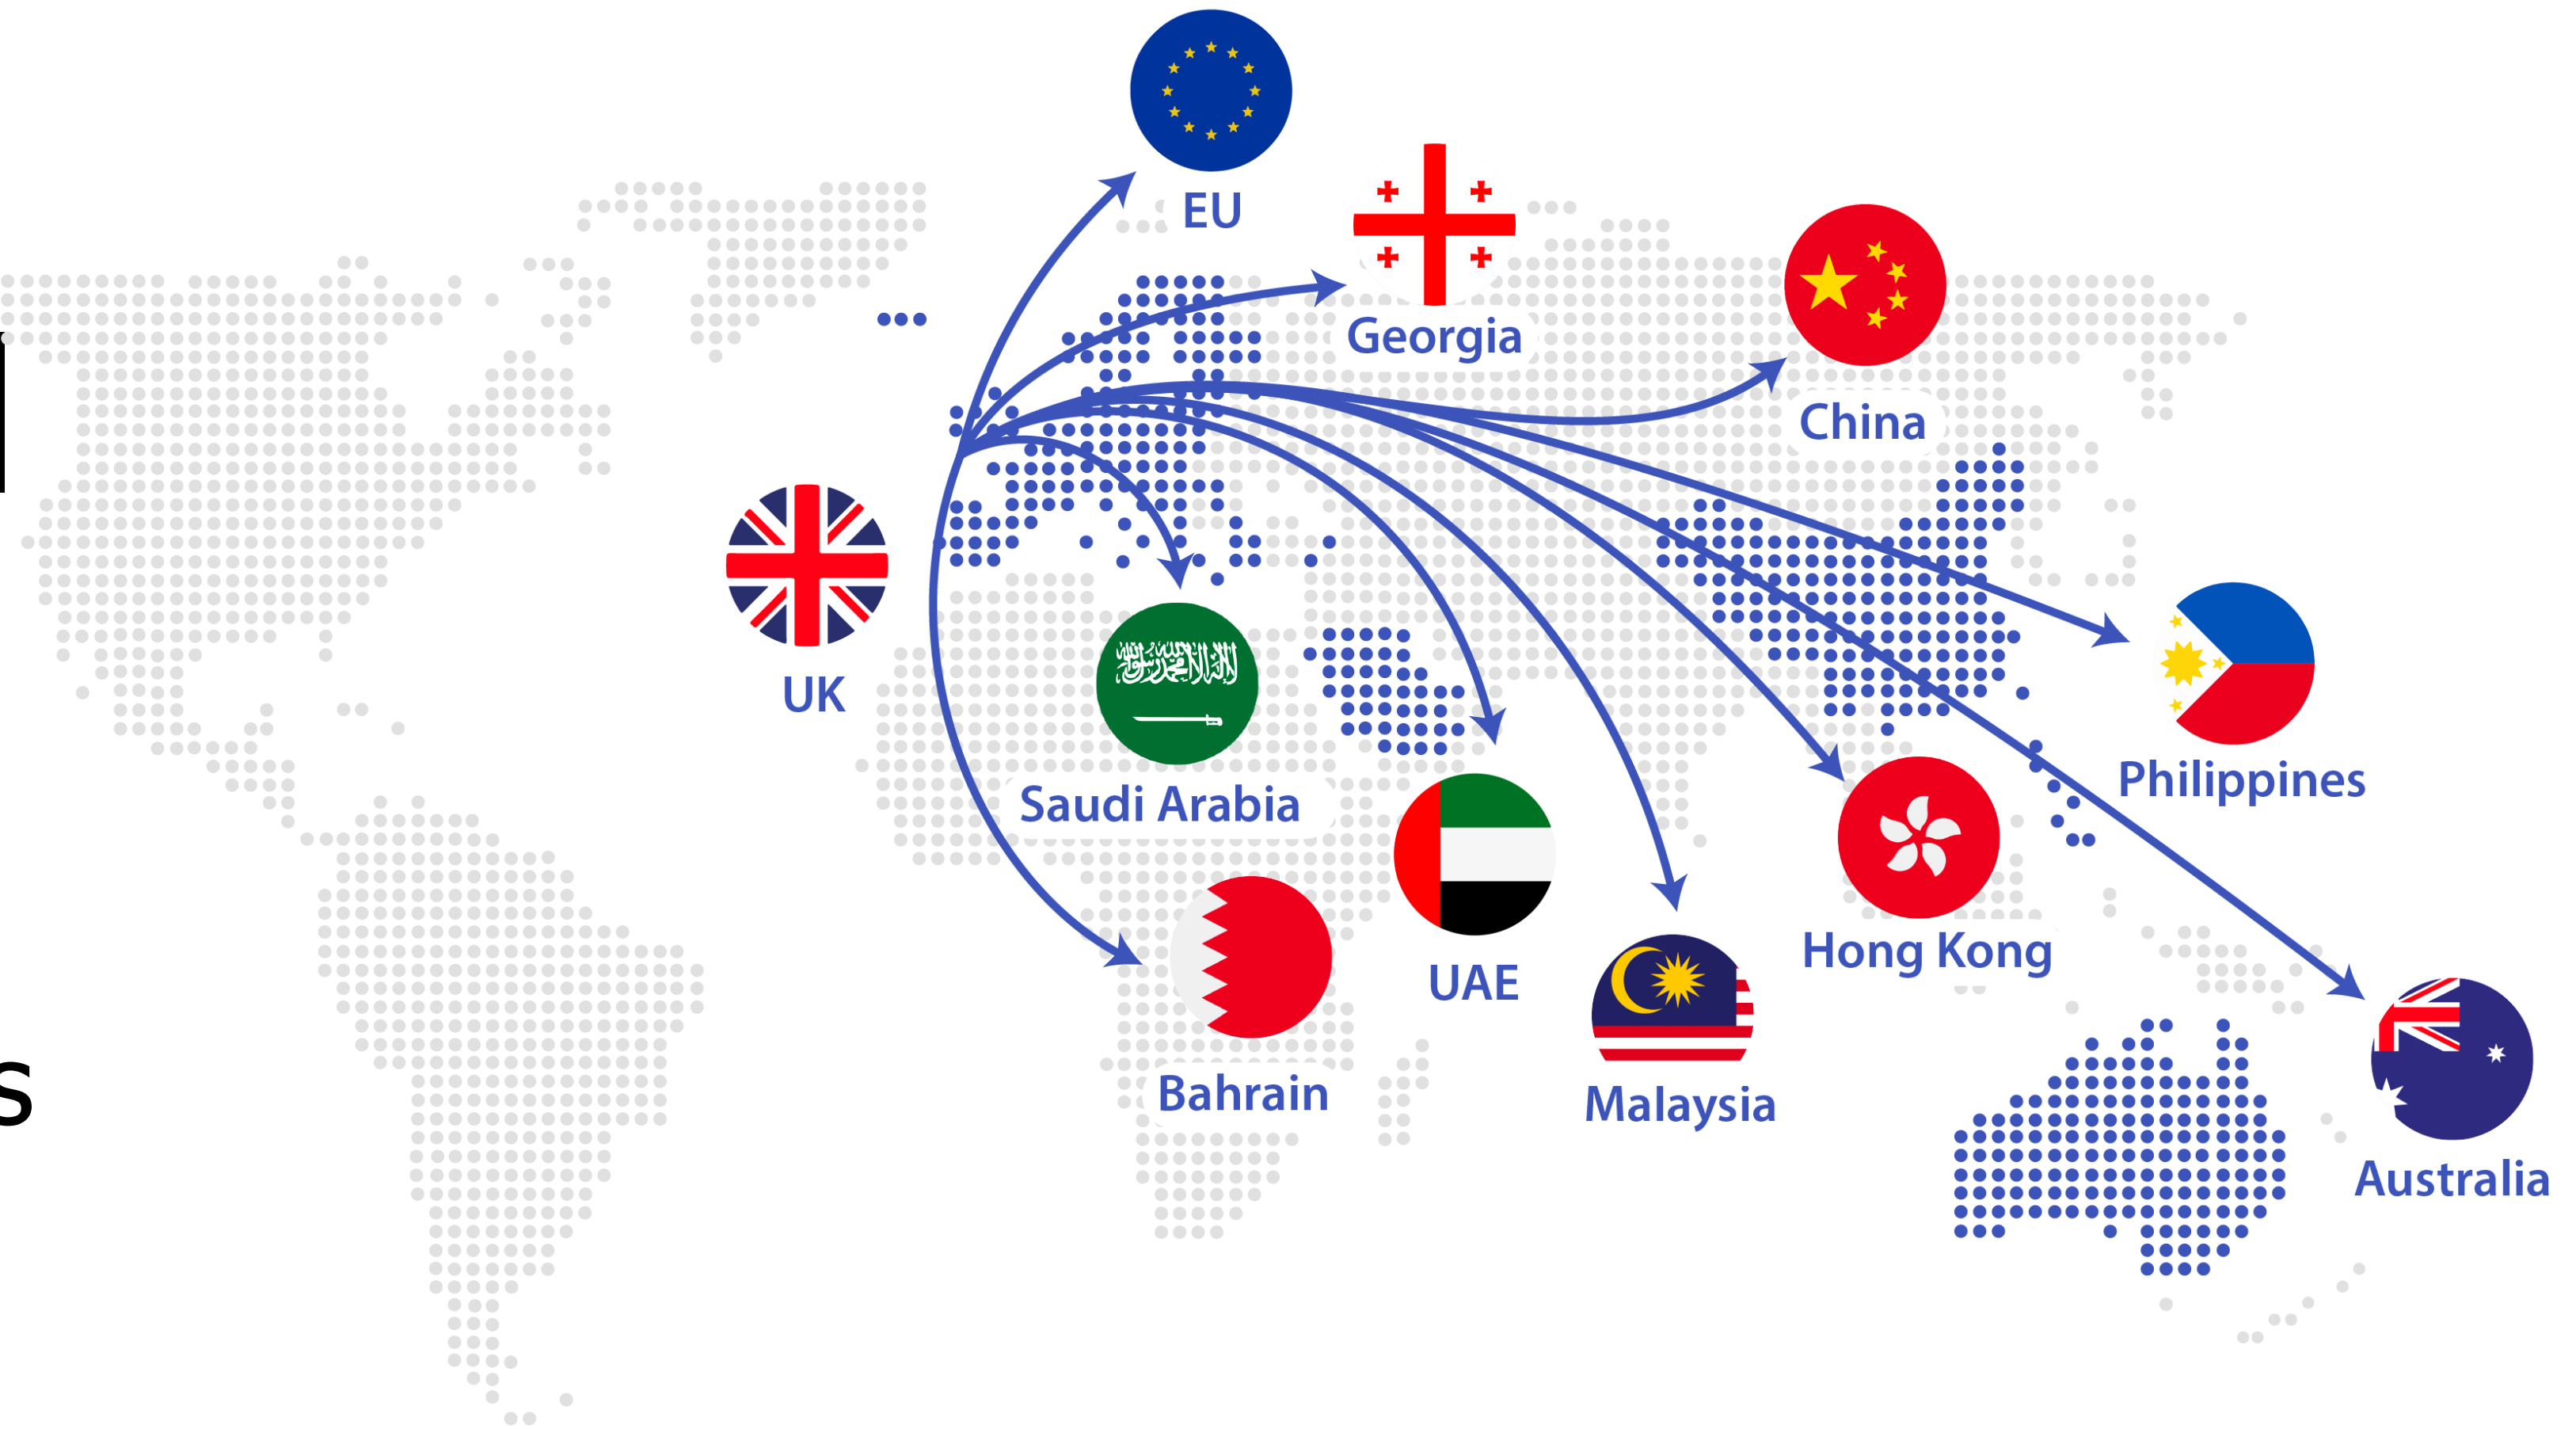 EU
Georgia
China
UK
Saudi Arabia
Philippines
UAE
Hong Kong
Bahrain
Malaysia
Australia
s